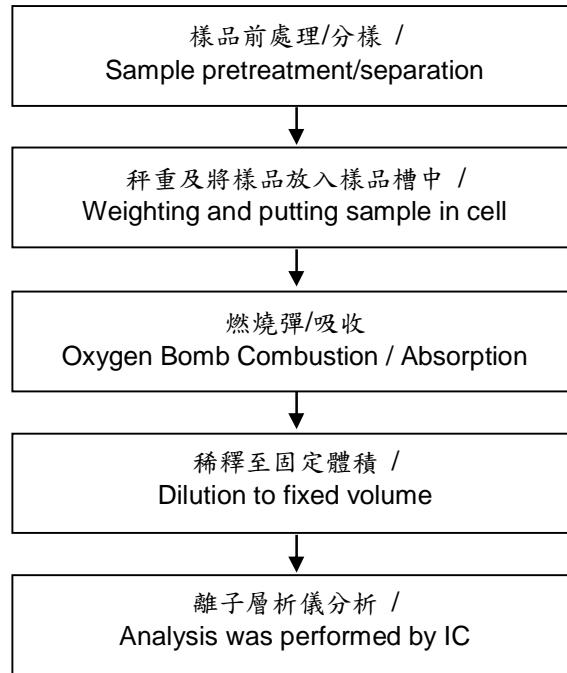 樣品前處理/分樣 /
Sample pretreatment/separation
秤重及將樣品放入樣品槽中 /
Weighting and putting sample in cell
燃燒彈/吸收
Oxygen Bomb Combustion / Absorption
稀釋至固定體積 /
Dilution to fixed volume
離子層析儀分析 /
Analysis was performed by IC